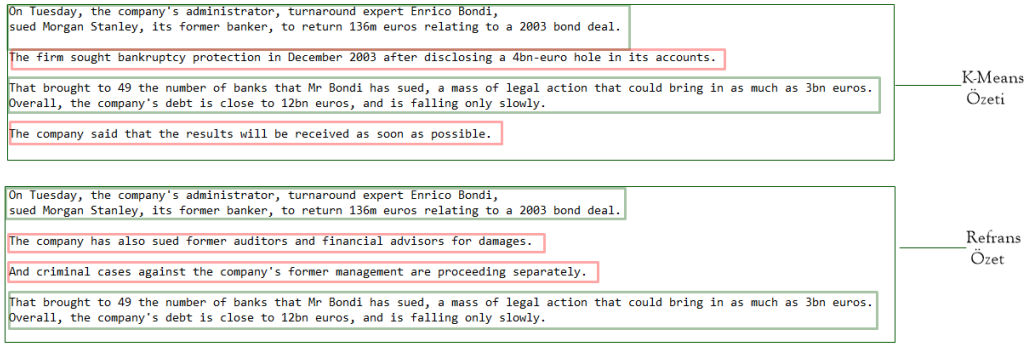 On Tuesday, the company's administrator, turnaround expert Enrico Bondi,
sued Morgan Stanley, its former banker, to return 136m euros relating to a 2003 bond deal.
The firm sought bankruptcy protection in December 2003 after disclosing a 4bn-euro hole in its accounts.
That brought to 49 the number of banks that Mr Bondi has sued, a mass of legal action that could bring in as much as 3bn euros.
Overall, the company's debt is close to 12bn euros, and is falling only slowly.
The company said that the results will be received as soon as possible.
K-Means
Özeti
On Tuesday, the company's administrator, turnaround expert Enrico Bondi,
sued Morgan Stanley, its former banker, to return 136m euros relating to a 2003 bond deal.
The company has also sued former auditors and financial advisors for damages.
And criminal cases against the company's former management are proceeding separately.
That brought to 49 the number of banks that Mr Bondi has sued, a mass of legal action that could bring in as much as 3bn euros.
Overall, the company's debt is close to 12bn euros, and is falling only slowly.
Refrans
Özet